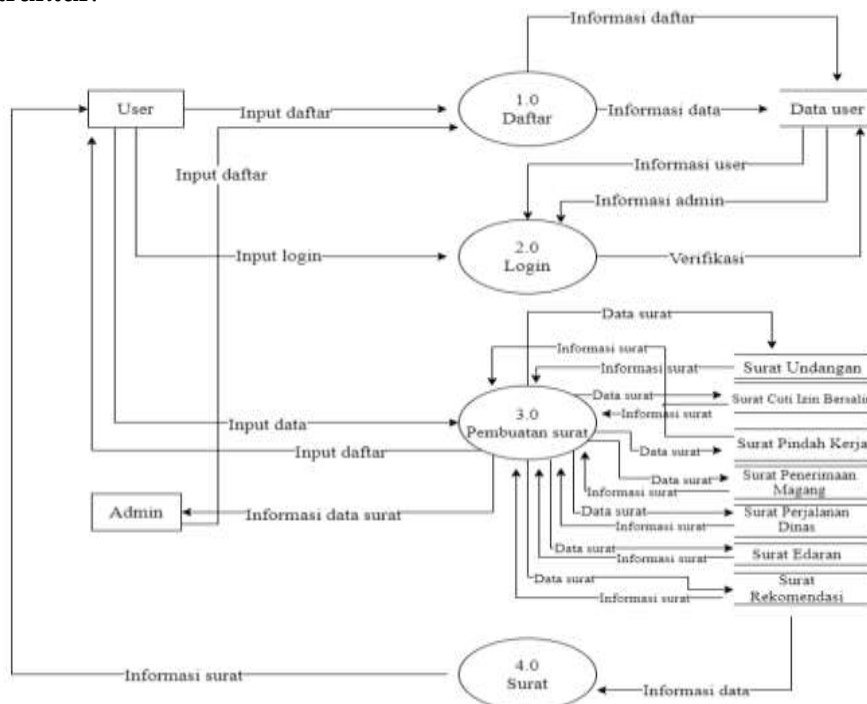 Informasi daftar
User
1.0
Daftar
Data user
Input daftar
Informasi data
Informasi user
Input daftar
Informasi admin
2.0
Login
Input login
Verifikasi
Data surat
Informasi surat
Informasi surat
Surat Undangan
Data surat
Surat Cuti Izin Bersalin
Informasi surat
3.0
Pembuatan surat
Input data
Surat Pindah Kerja
Data surat
Input daftar
Surat Penerimaan
Magang
Data surat
Informasi surat
Admin
Informasi data surat
Data surat
Surat Perjalanan
Dinas
Informasi surat
Data surat
Surat Edaran
Informasi surat
Data surat
Surat
Rekomendasi
Informasi surat
4.0
Surat
Informasi surat
Informasi data